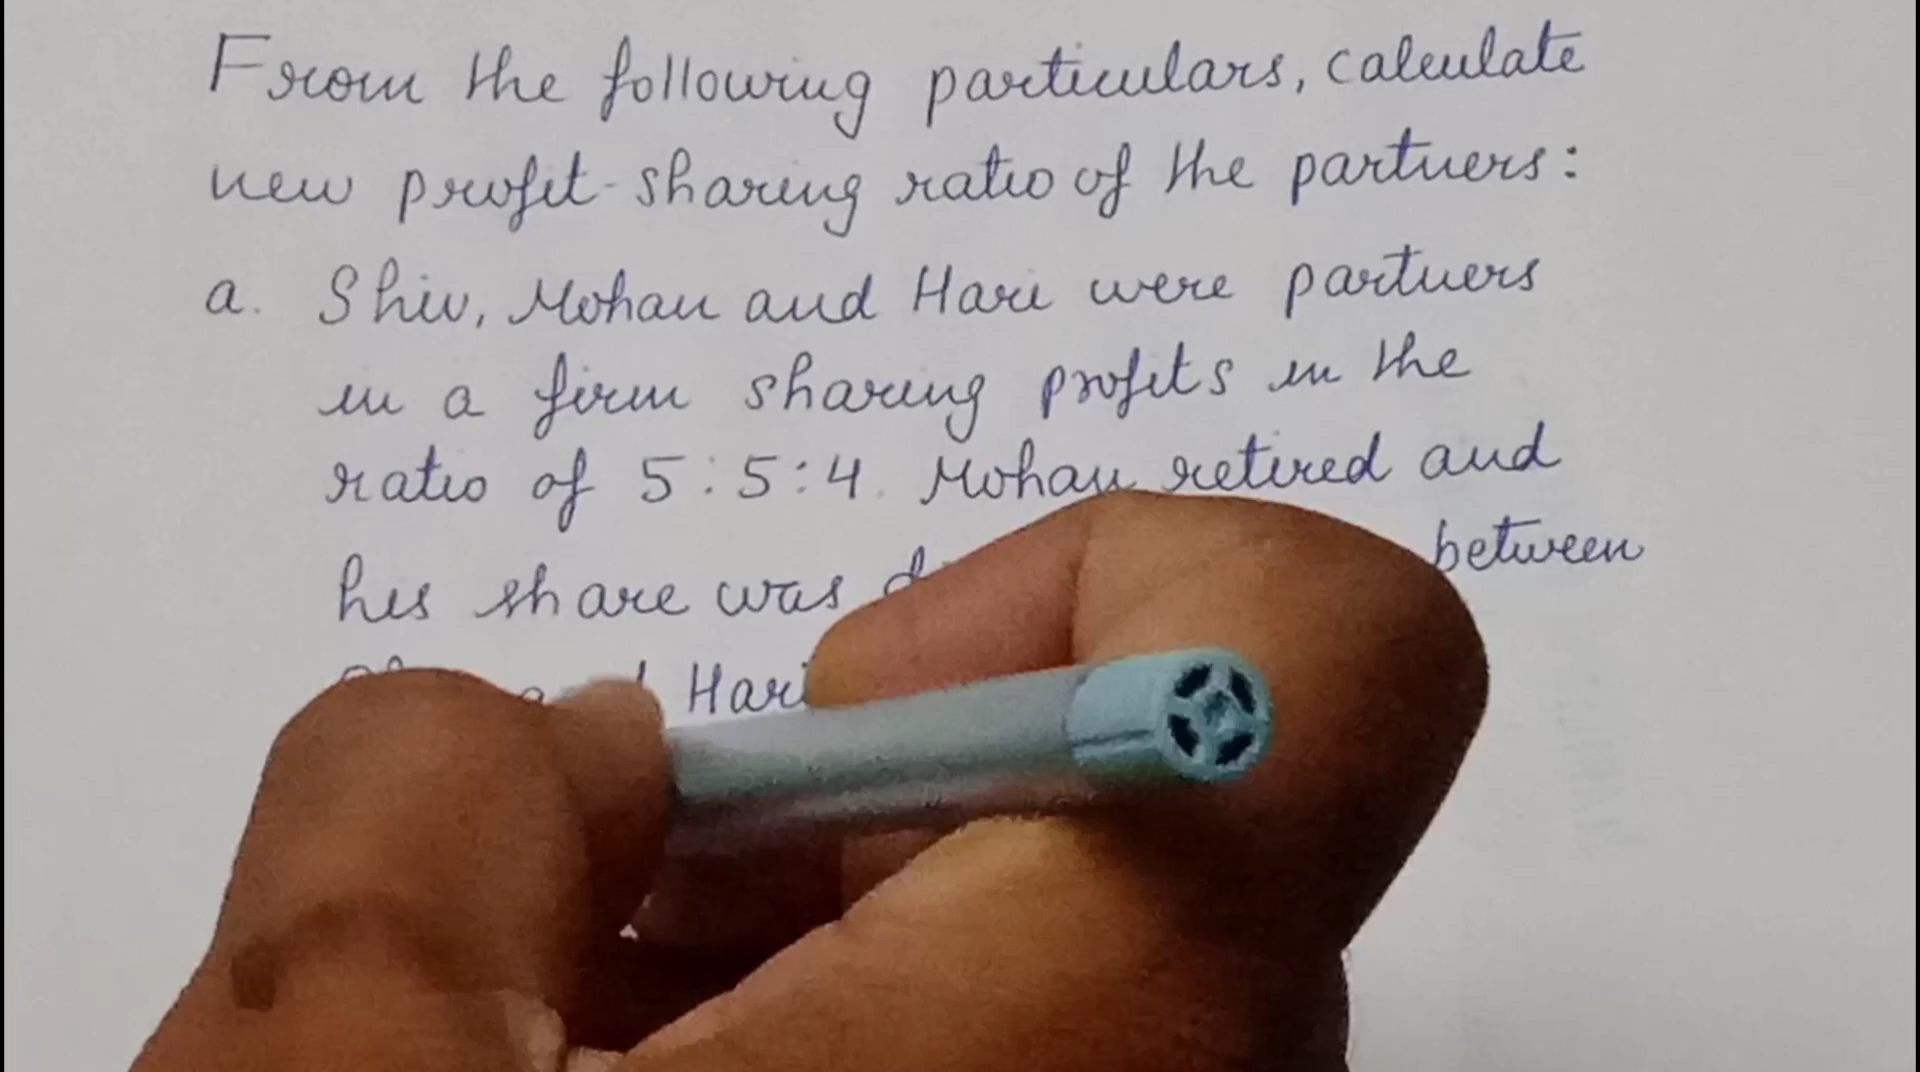 From the following particulars, calculate
new profit-sharing ratio of the partners:
a. Shiv, Mohan and Hari were partners
in a firm sharing profits in the
ratio of 5:5:4. Mohan retired and
his share was between
Hari